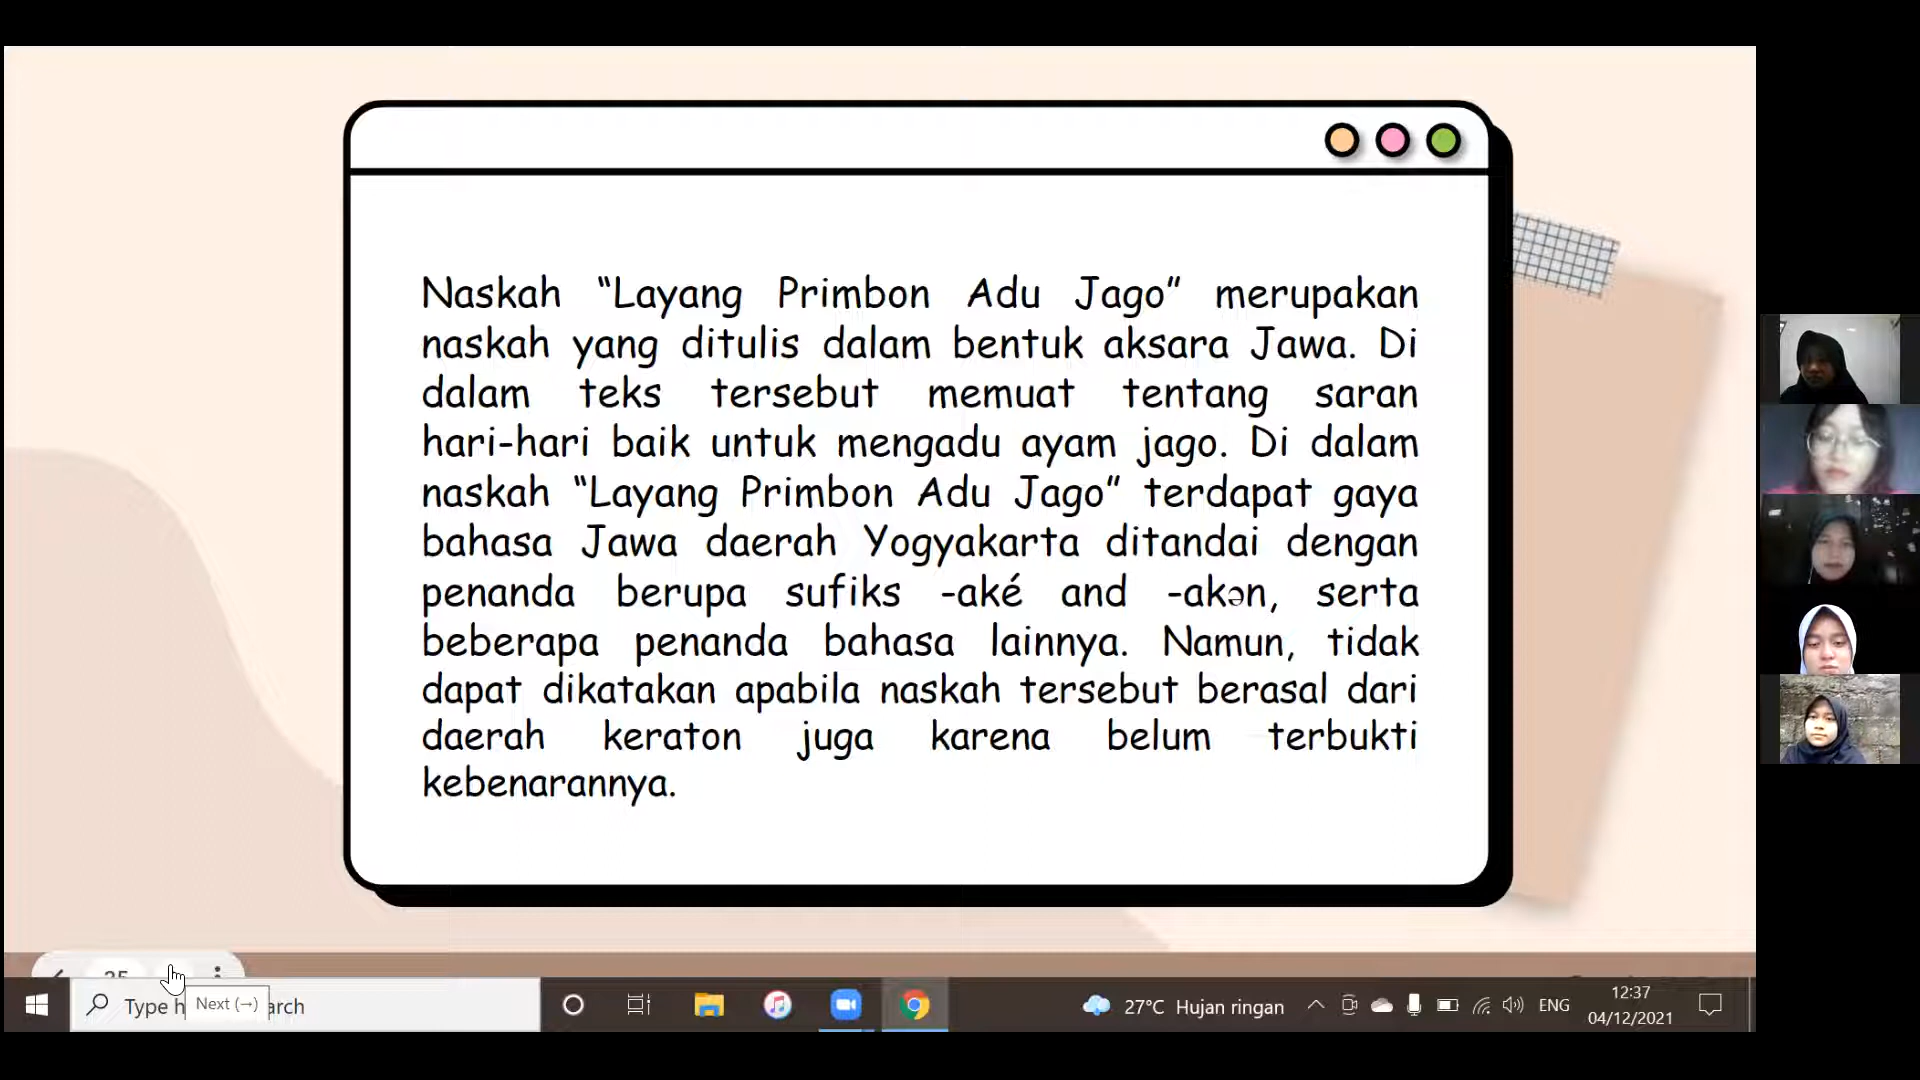 Naskah “Layang Primbon Adu Jago” merupakan
naskah yang ditulis dalam bentuk aksara Jawa. Di
dalam teks tersebut memuat tentang saran
hari-hari baik untuk mengadu ayam jago. Di dalam
naskah “Layang Primbon Adu Jago” terdapat gaya
bahasa Jawa daerah Yogyakarta ditandai dengan
penanda berupa sufiks -aké and -akən, serta
beberapa penanda bahasa lainnya. Namun, tidak
dapat dikatakan apabila naskah tersebut berasal dari
daerah keraton juga karena belum terbukti
kebenarannya.
Type h arch
Next (→)
27°C Hujan ringan
ENG
12:37
04/12/2021